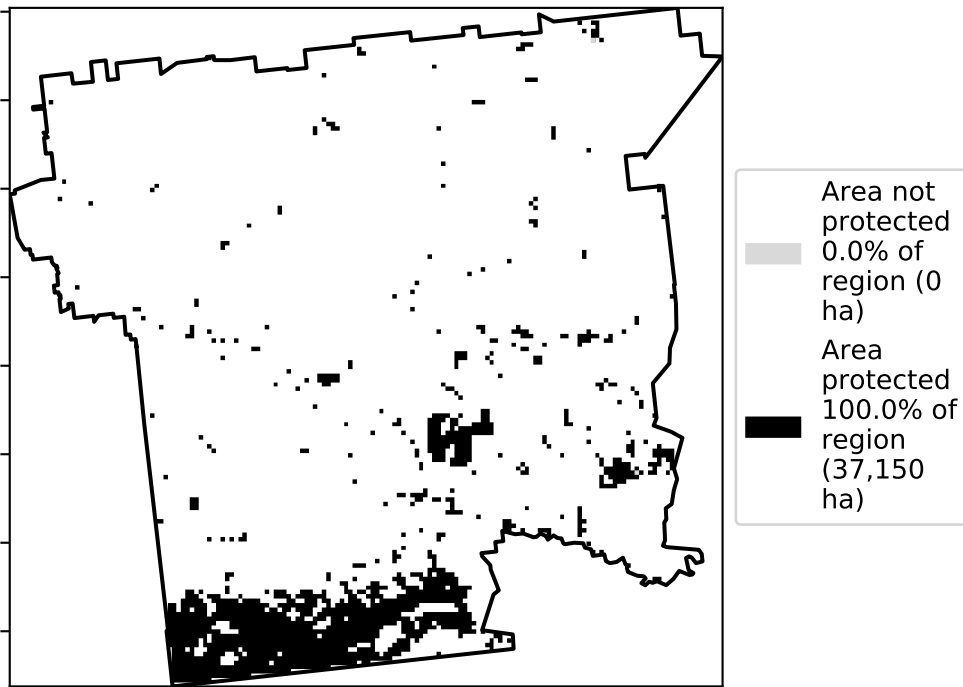 Area not
protected
0.0% of
region (0
ha)
Area
protected
100.0% of
region
(37,150
ha)